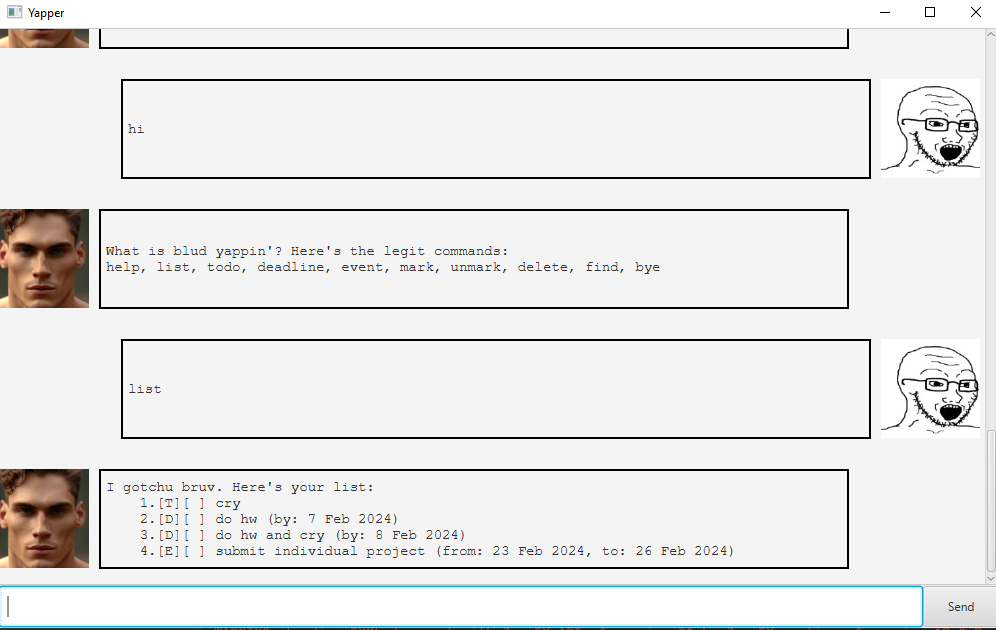 Yapper
hi
What is blud yappin'? Here's the legit commands:
help, list, todo, deadline, event, mark, unmark, delete, find, bye
list
I gotchu bruv. Here's your list:
1.[T][ ] cry
2.[D][ ] do hw (by: 7 Feb 2024)
3.[D][ ] do hw and cry (by: 8 Feb 2024)
4.[E][ ] submit individual project (from: 23 Feb 2024, to: 26 Feb 2024)
Send